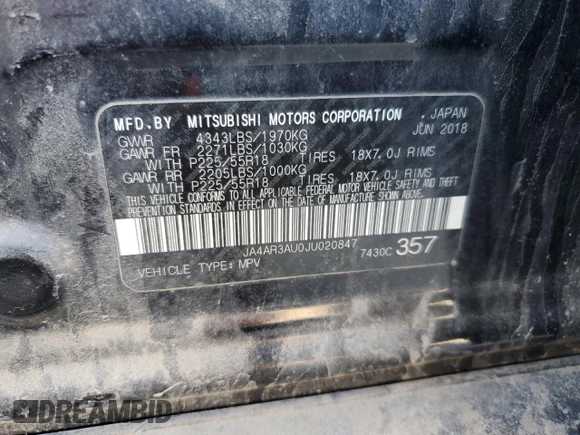 MFD.BY MITSUBISHI MOTORS CORPORATION , JAPAN
GVWR 4343LBS/1970KG JUN 2018
GAWR FR 2271LBS/1030KG
WITH P225/55R18 TIRES 18X7.0J RIMS
GAWR RR 2205LBS/1000KG
WITH P225/55R18 TIRES 18X7.0J RIMS
THIS VEHICLE CONFORMS TO ALL APPLICABLE FEDERAL MOTOR VEHICLE SAFETY AND THEFT
PREVENTION STANDARDS IN EFFECT ON THE DATE OF MANUFACTURE SHOWN ABOVE.
JA4AR3AU0JU020847
VEHICLE TYPE: MPV 7430C 357
DREAMBID